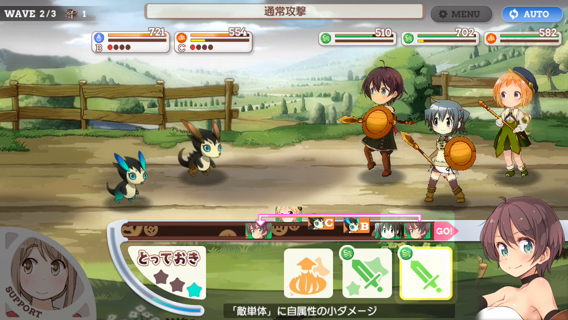 WAVE 2/3 1
通常攻撃
MENU
AUTO
B 721
C 554
510
702
582
C
B
GO!
とっておき
SUPPORT
「敵単体」に自属性の小ダメージ